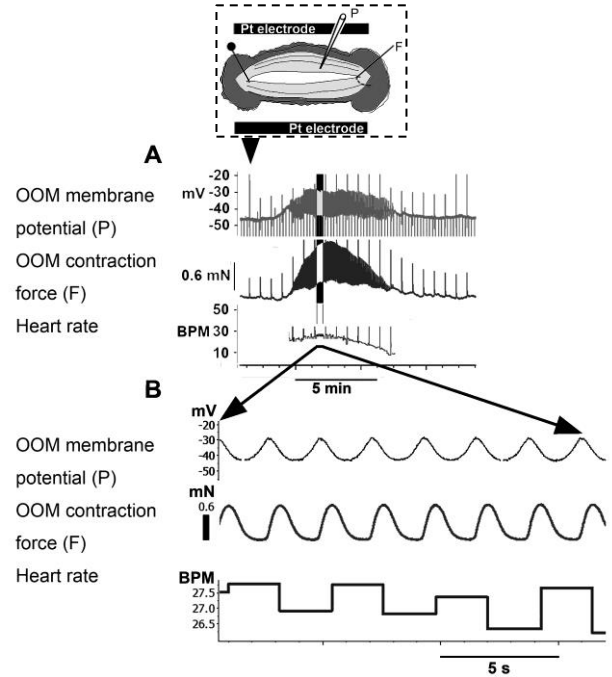 Pt electrode
P
F
Pt electrode
A
OOM membrane
potential (P)
OOM contraction
force (F)
Heart rate
mV
-20
-30
-40
-50
0.6 mN
BPM
50
30
10
5 min
B
OOM membrane
potential (P)
OOM contraction
force (F)
Heart rate
mV
-20
-30
-40
-50
mN
0.6
BPM
27.5
27.0
26.5
5 s